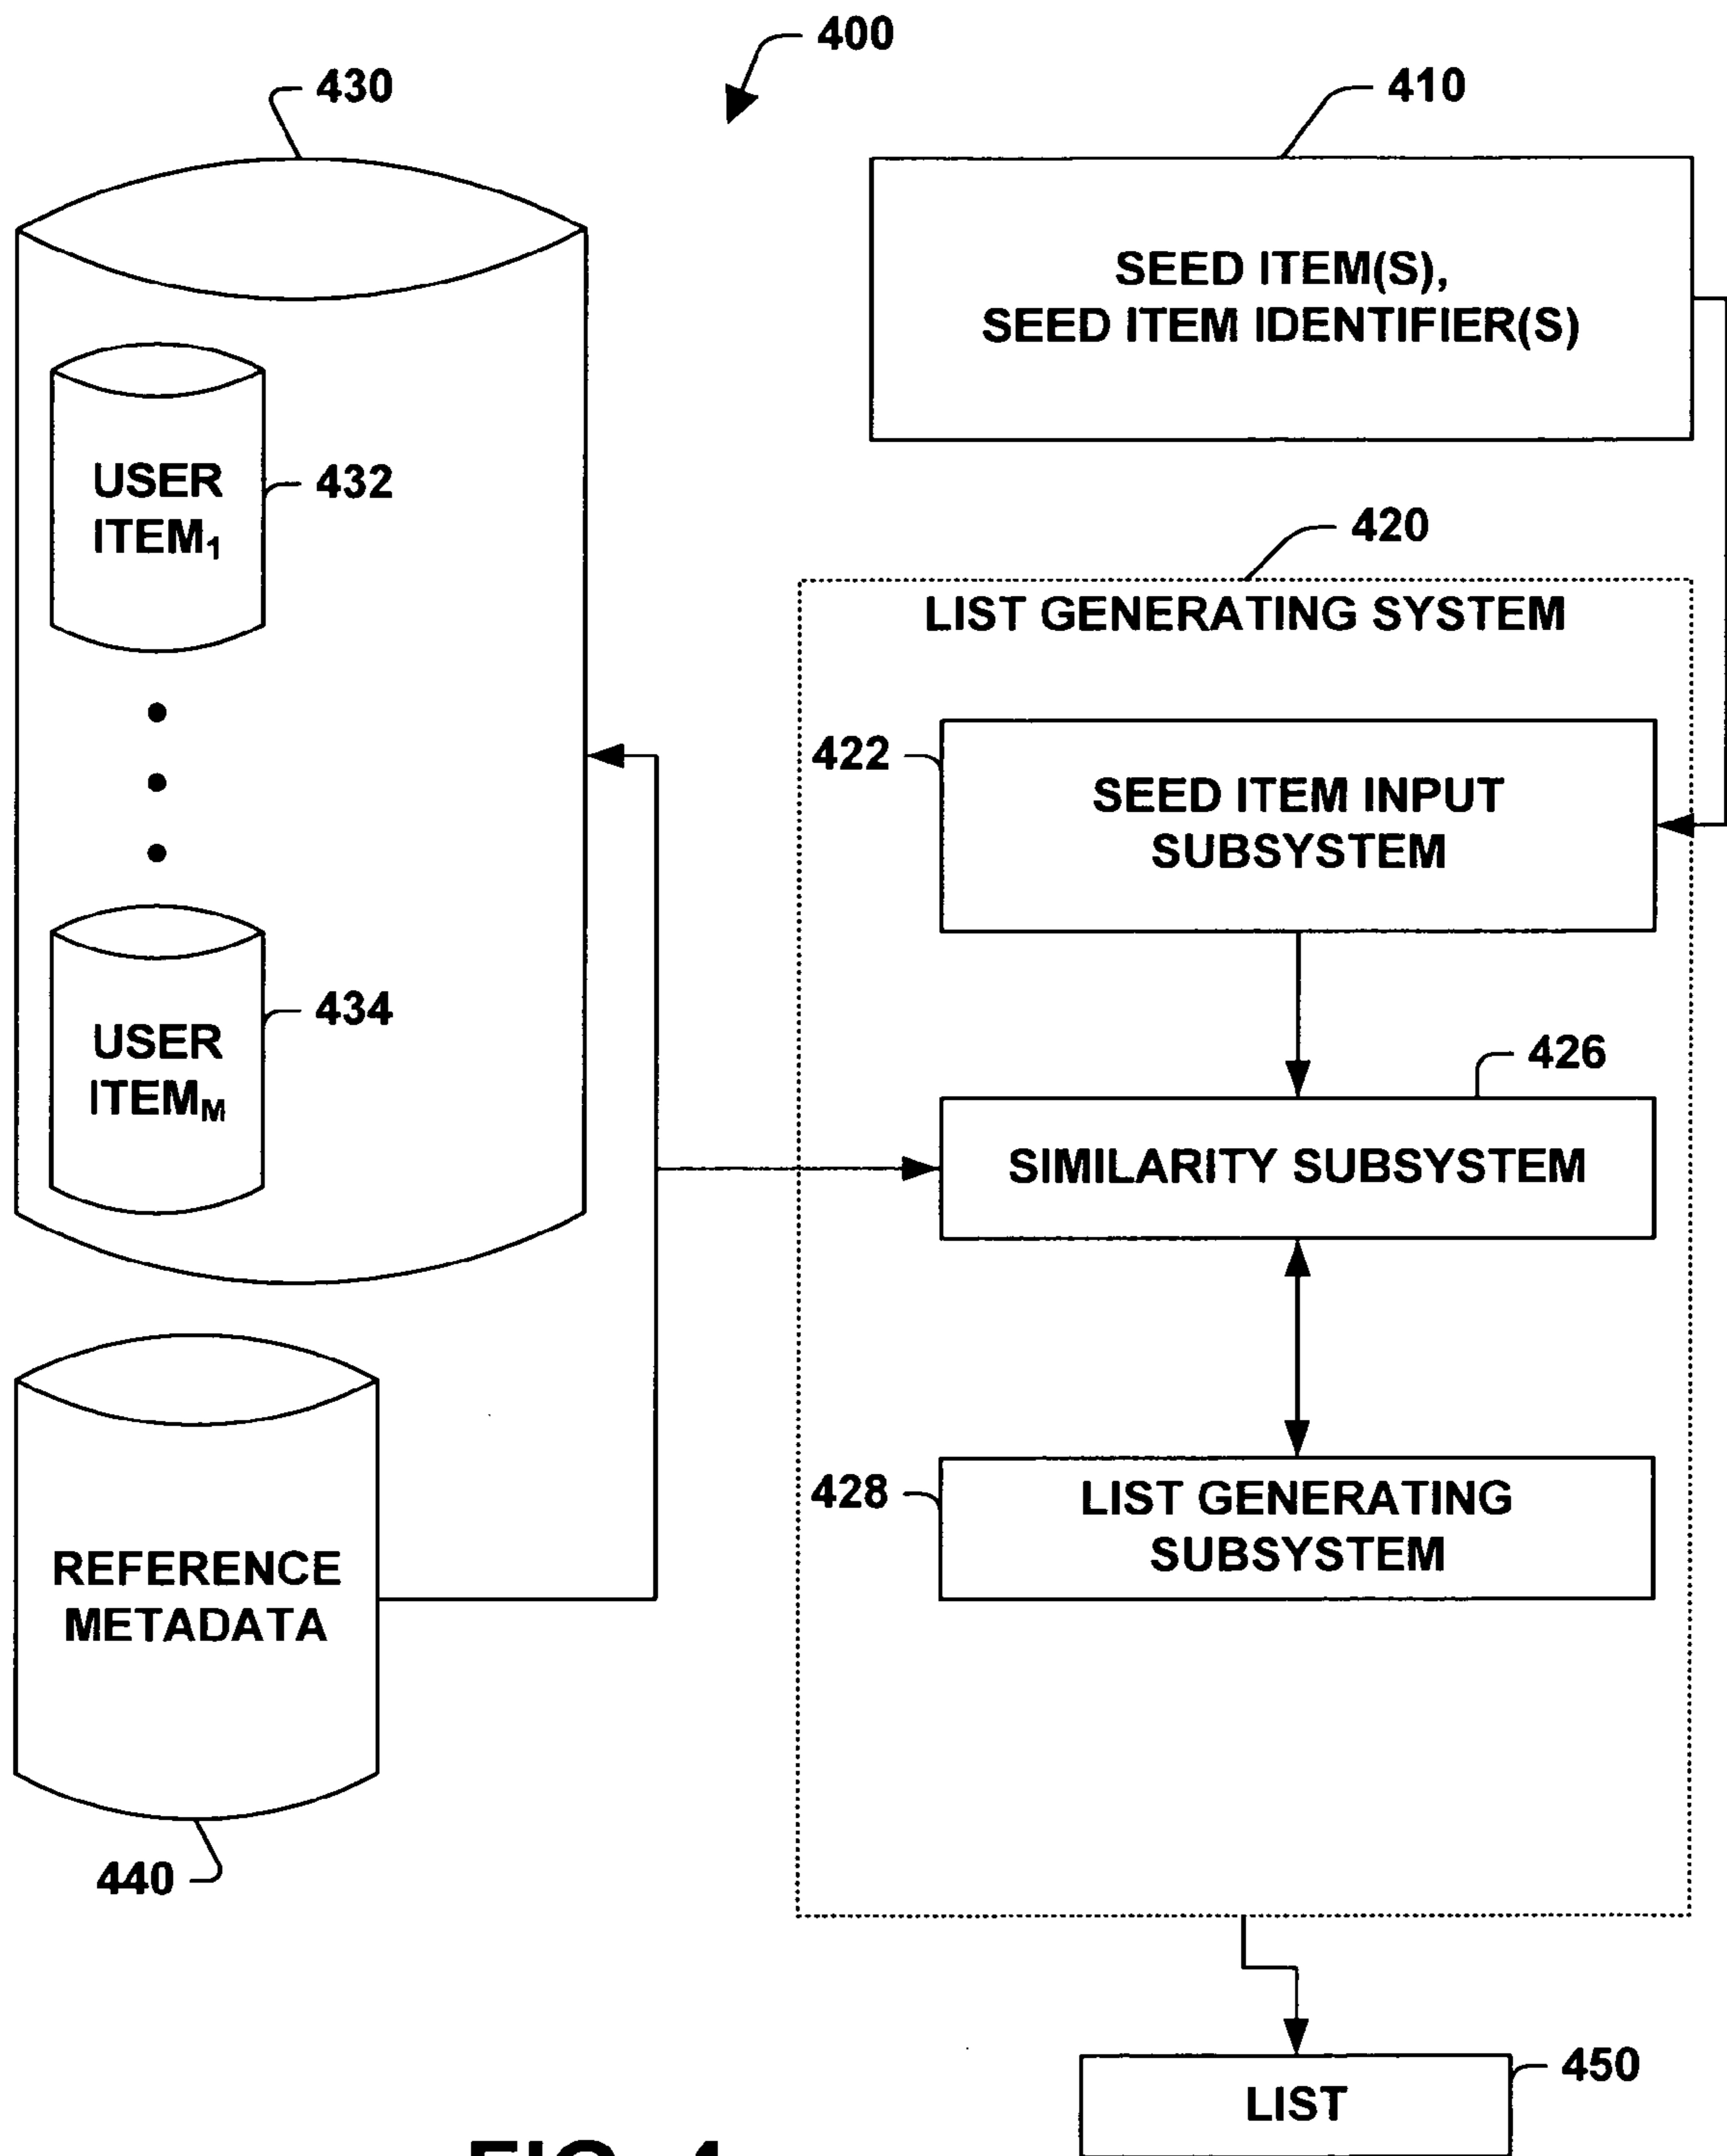 400
430
410
SEED ITEM(S),
SEED ITEM IDENTIFIER(S)
USER
ITEM₁
432
420
LIST GENERATING SYSTEM
422
SEED ITEM INPUT
SUBSYSTEM
USER
ITEMM
434
426
SIMILARITY SUBSYSTEM
428
LIST GENERATING
SUBSYSTEM
REFERENCE
METADATA
440
450
LIST